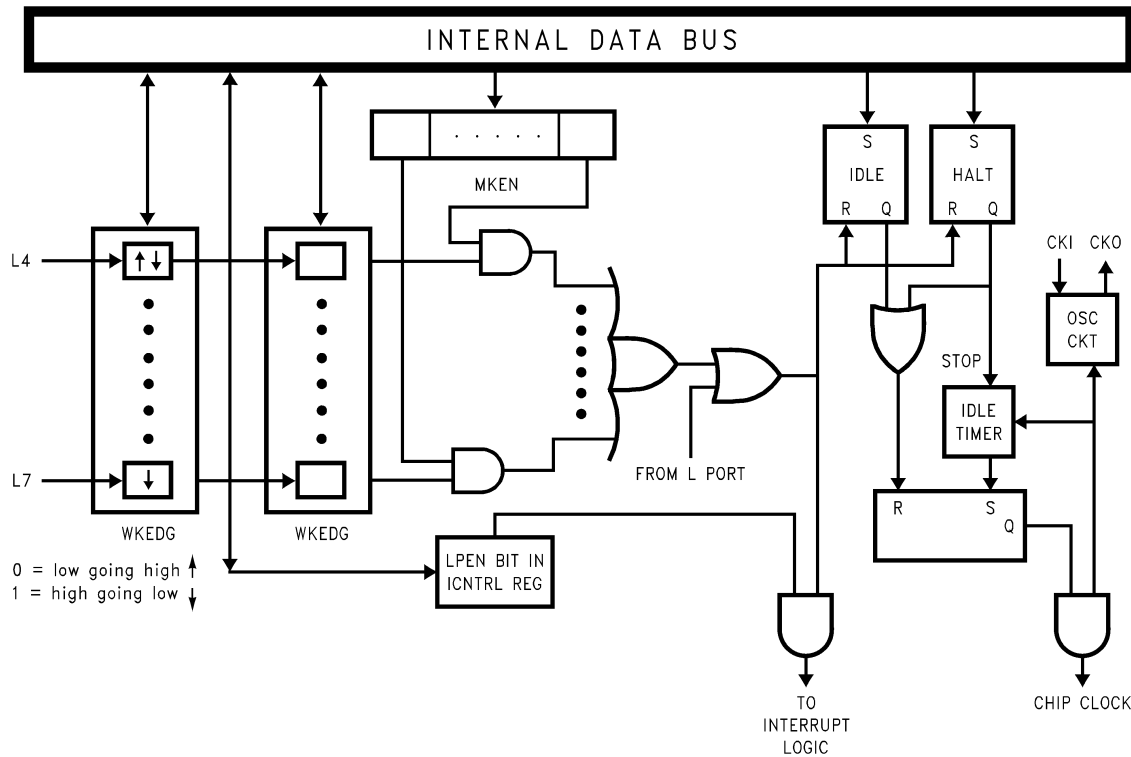 INTERNAL DATA BUS
. . . . .
MKEN
S
IDLE
R Q
S
HALT
R Q
CKI CKO
OSC
CKT
L4
L7
WKEDG
WKEDG
0 = low going high ↑
1 = high going low ↓
LPEN BIT IN
ICNTRL REG
FROM L PORT
STOP
IDLE
TIMER
R S
Q
TO
INTERRUPT
LOGIC
CHIP CLOCK